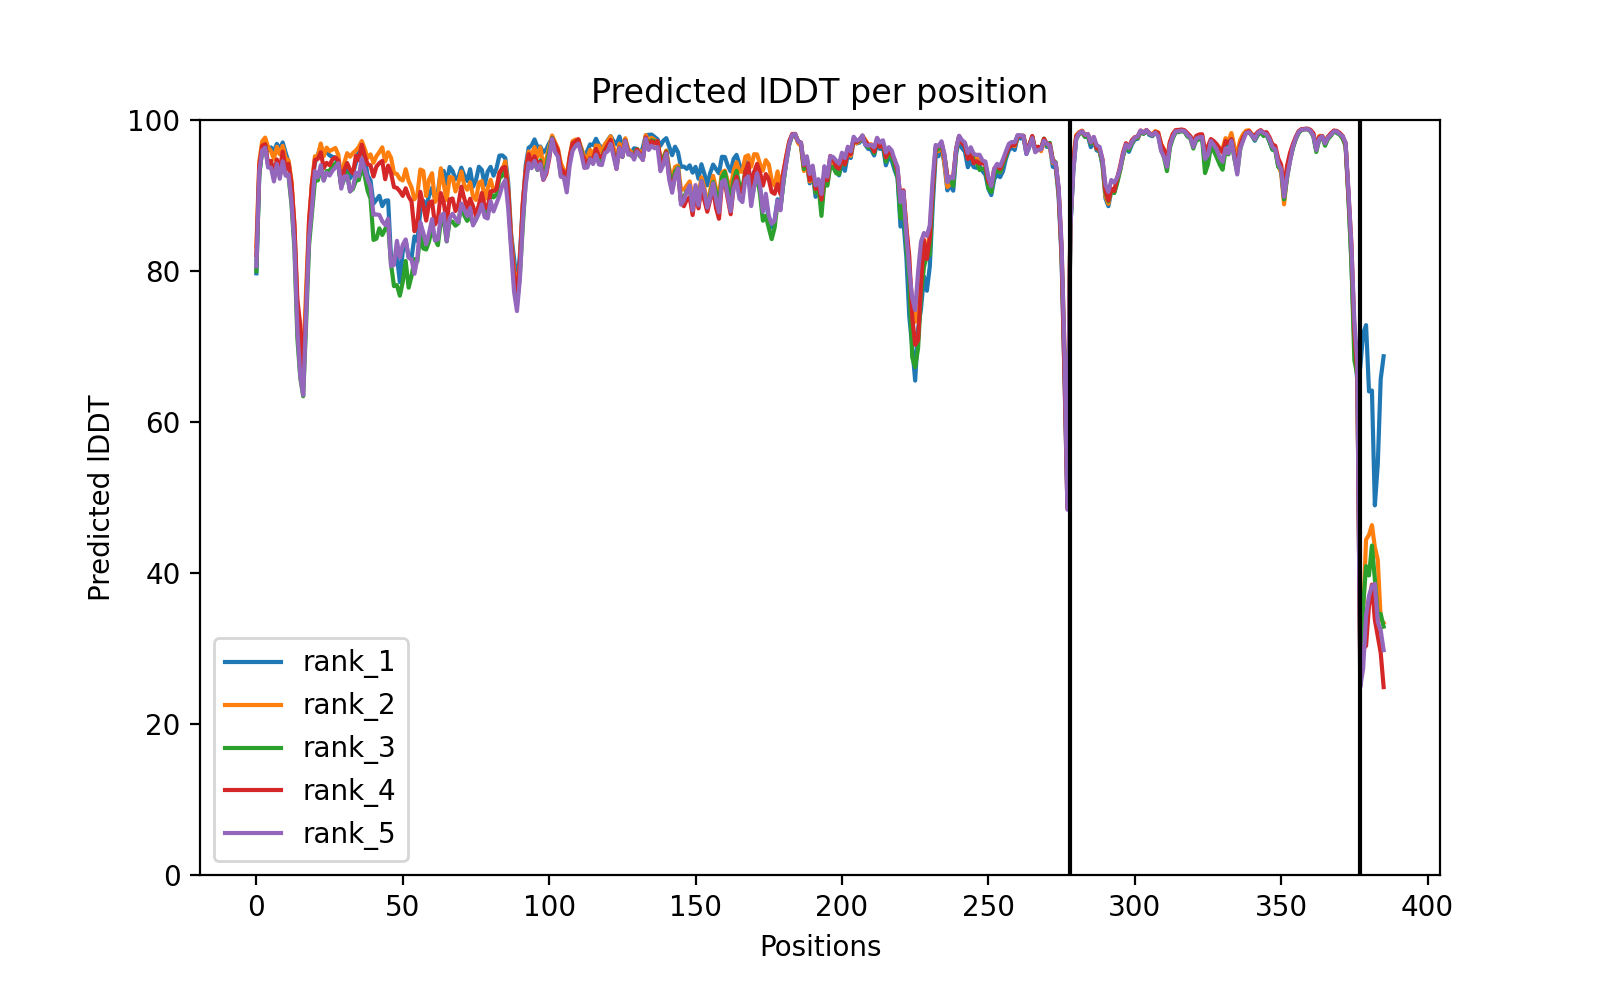 Predicted lDDT per position
100
80
60
40
20
0
Predicted lDDT
rank_1
rank_2
rank_3
rank_4
rank_5
0 50 100 150 200 250 300 350 400
Positions